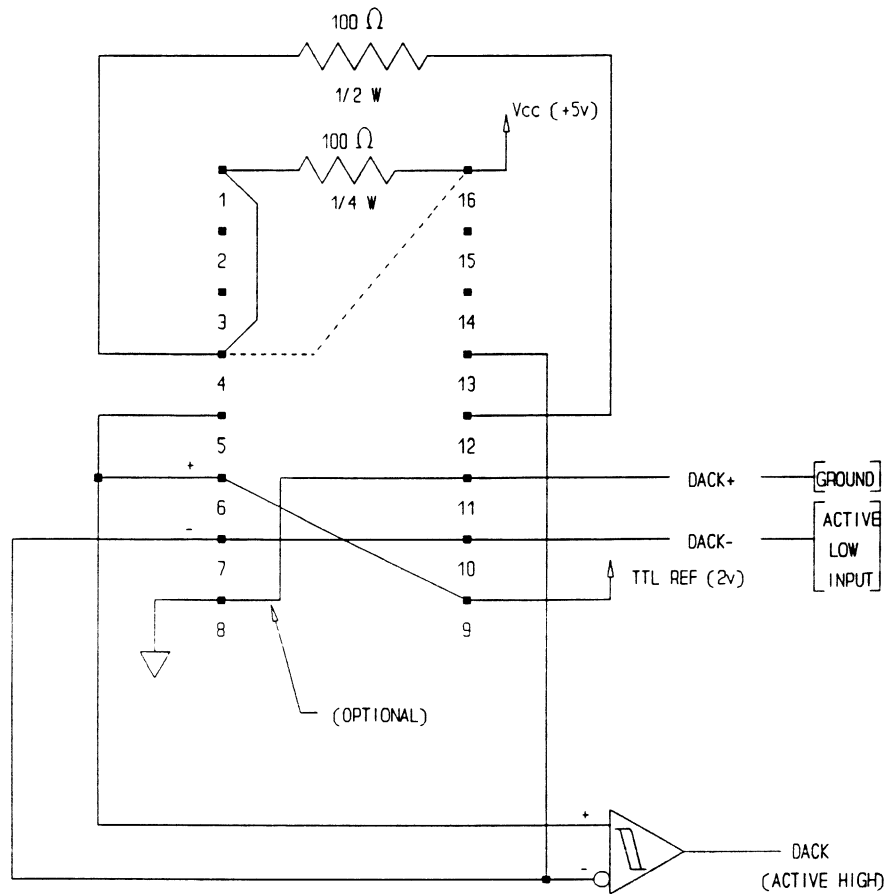 100 Ω
1/2 W
Vcc (+5v)
100 Ω
1/4 W
1
16
2
15
3
14
4
13
5
12
+
6
11
DACK+
[GROUND]
-
7
10
DACK-
ACTIVE
LOW
INPUT
TTL REF (2v)
8
9
(OPTIONAL)
+
-
DACK
(ACTIVE HIGH)